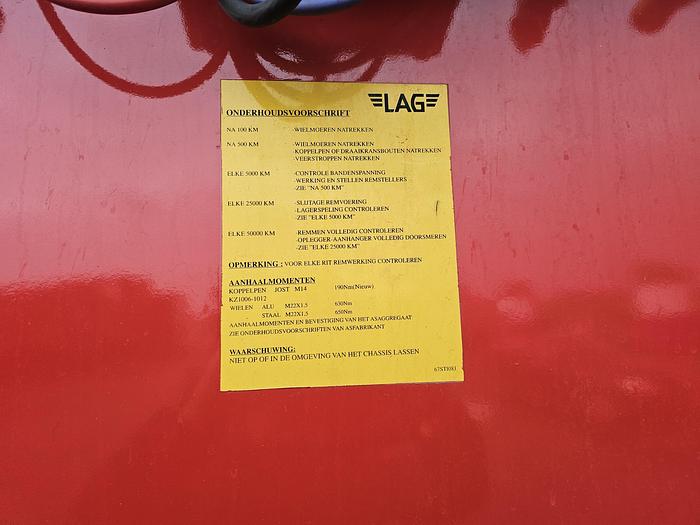 LAG
ONDERHOUDSVOORSCHRIFT
NA 100 KM -WIELMOEREN NATREKKEN
NA 500 KM -WIELMOEREN NATREKKEN
-KOPPELPEN OF DRAAIKRANSBOUTEN NATREKKEN
-VEERSTROPPEN NATREKKEN
ELKE 5000 KM -CONTROLE BANDENSPANNING
-WERKING EN STELLEN REMSTELLERS
-ZIE "NA 500 KM"
ELKE 25000 KM -SLIJTAGE REMVOERING
-LAGERSPELING CONTROLEREN
-ZIE "ELKE 5000 KM"
ELKE 50000 KM -REMMEN VOLLEDIG CONTROLEREN
-OPLEGGER-AANHANGER VOLLEDIG DOORSMEREN
-ZIE "ELKE 25000 KM"
OPMERKING : VOOR ELKE RIT REMWERKING CONTROLEREN
AANHAALMOMENTEN
KOPPELPEN JOST M14 190Nm(Nieuw)
KZ1006-1012
WIELEN ALU M22X1.5 630Nm
STAAL M22X1.5 650Nm
AANHAALMOMENTEN EN BEVESTIGING VAN HET ASAGGREGAAT
ZIE ONDERHOUDSVOORSCHRIFTEN VAN ASFABRIKANT
WAARSCHUWING:
NIET OP OF IN DE OMGEVING VAN HET CHASSIS LASSEN
67STI083